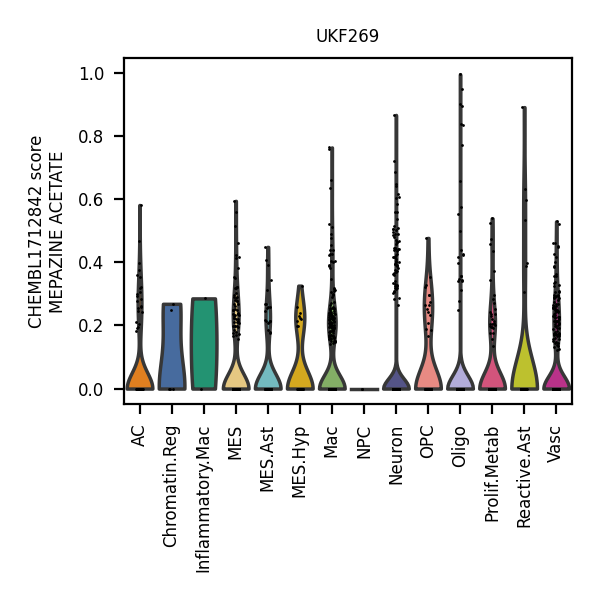 UKF269
CHEMBL1712842 score
MEPAZINE ACETATE
1.0
0.8
0.6
0.4
0.2
0.0
AC
Chromatin.Reg
Inflammatory.Mac
MES
MES.Ast
MES.Hyp
Mac
NPC
Neuron
OPC
Oligo
Prolif.Metab
Reactive.Ast
Vasc